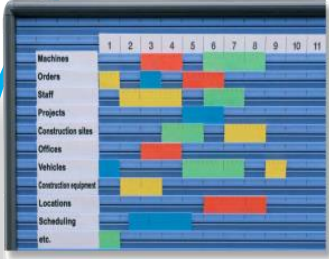 1 2 3 4 5 6 7 8 9 10 11
Machines
Orders
Staff
Projects
Construction sites
Offices
Vehicles
Construction equipment
Locations
Scheduling
etc.